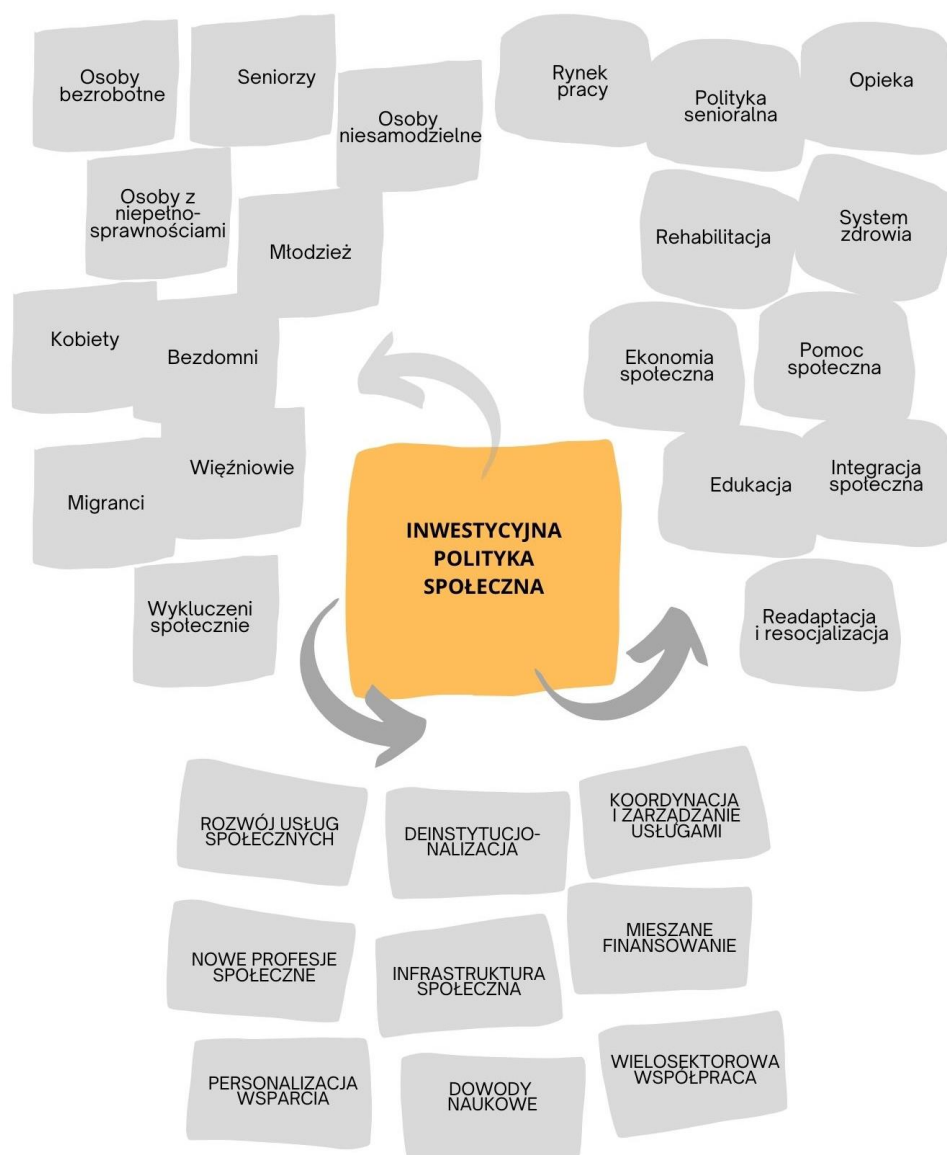 Osoby
bezrobotne
Seniorzy
Osoby
niesamodzielne
Osoby z
niepełno-
sprawnościami
Młodzież
Kobiety
Bezdomni
Więźniowie
Migranci
Wykluczeni
społecznie
Rynek
pracy
Polityka
senioralna
Opieka
Rehabilitacja
System
zdrowia
Ekonomia
społeczna
Pomoc
społeczna
Edukacja
Integracja
społeczna
Readaptacja
i resocjalizacja
INWESTYCYJNA
POLITYKA
SPOŁECZNA
ROZWÓJ USŁUG
SPOŁECZNYCH
DEINSTYTUCJO-
NALIZACJA
KOORDYNACJA
I ZARZĄDZANIE
USŁUGAMI
NOWE PROFESJE
SPOŁECZNE
INFRASTRUKTURA
SPOŁECZNA
MIESZANE
FINANSOWANIE
PERSONALIZACJA
WSPARCIA
DOWODY
NAUKOWE
WIELOSEKTOROWA
WSPÓŁPRACA